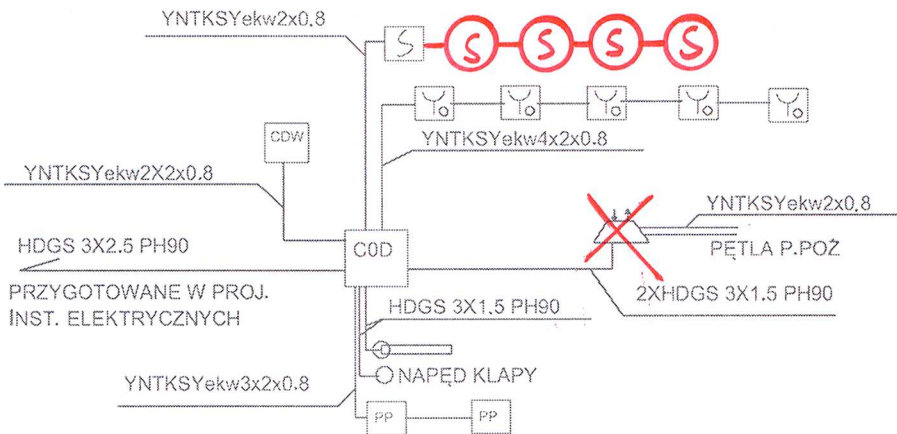 YNTKSYekw2x0.8
S S S S S
YNTKSYekw4x2x0.8
CDW
YNTKSYekw2X2x0.8
YNTKSYekw2x0,8
PĘTLA P.POŻ
HDGS 3X2.5 PH90
C0D
2XHDGS 3X1.5 PH90
PRZYGOTOWANE W PROJ.
INST. ELEKTRYCZNYCH
HDGS 3X1,5 PH90
NAPĘD KLAPY
YNTKSYekw3x2x0.8
PP PP